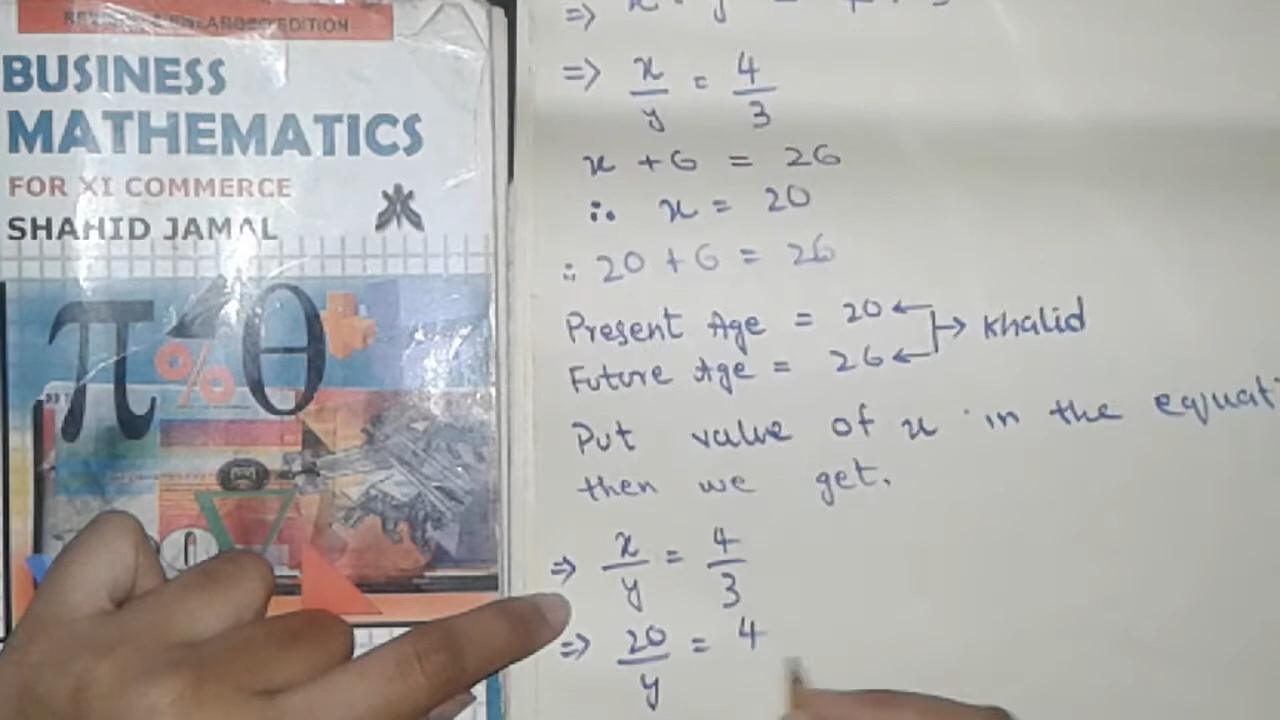 REVISED & ENLARGED EDITION
BUSINESS
MATHEMATICS
FOR XI COMMERCE
SHAHID JAMAL
π % θ
⇒ x/y = 4/3
x + 6 = 26
∴ x = 20
∴ 20 + 6 = 26
Present Age = 20
Future Age = 26
→ Khalid
Put value of x in the equati
then we get.
⇒ x/y = 4/3
⇒ 20/y = 4